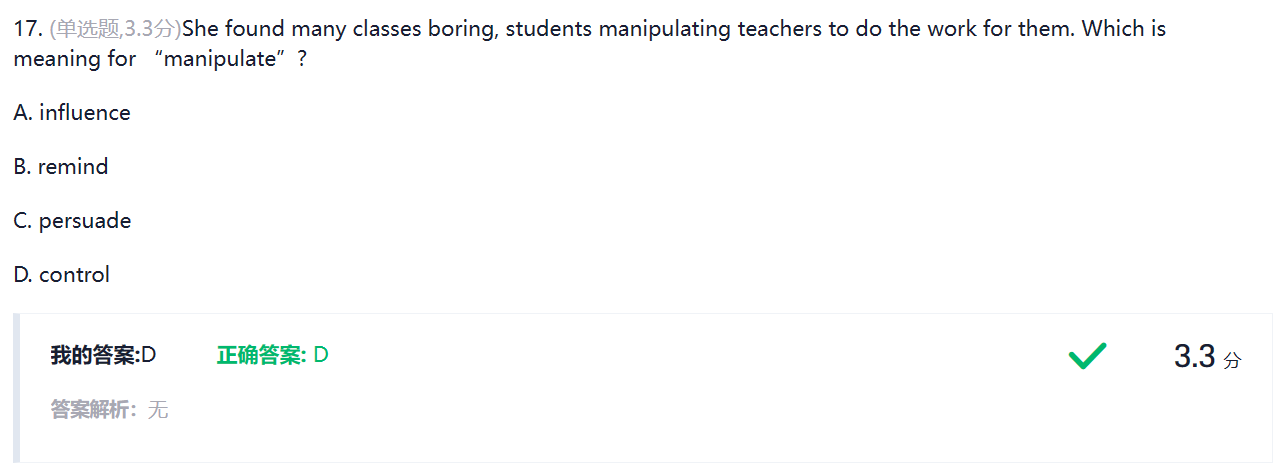 17. (单选题,3.3分)She found many classes boring, students manipulating teachers to do the work for them. Which is
meaning for “manipulate”?
A. influence
B. remind
C. persuade
D. control
我的答案:D 正确答案: D 3.3 分
答案解析：无